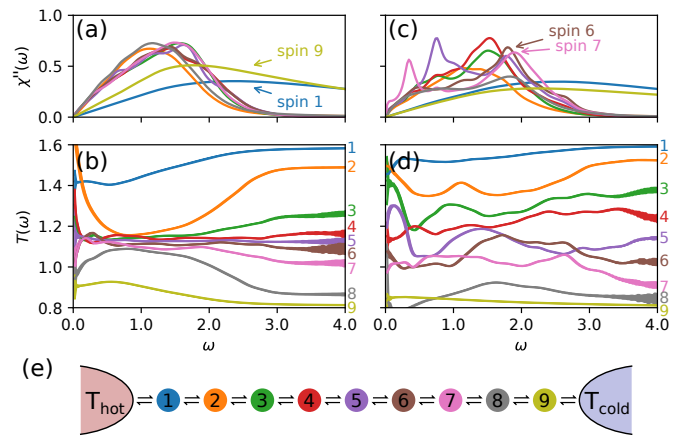 (a)
(c)
1.0
0.5
0.0
χ''(ω)
spin 9
spin 1
spin 6
spin 7
(b)
(d)
1.6
1.4
1.2
1.0
0.8
T(ω)
1
2
3
4
5
6
7
8
9
1
2
3
4
5
6
7
8
9
0.0 1.0 2.0 3.0 4.0
0.0 1.0 2.0 3.0 4.0
ω
ω
(e)
T_hot ⇌ 1 ⇌ 2 ⇌ 3 ⇌ 4 ⇌ 5 ⇌ 6 ⇌ 7 ⇌ 8 ⇌ 9 ⇌ T_cold